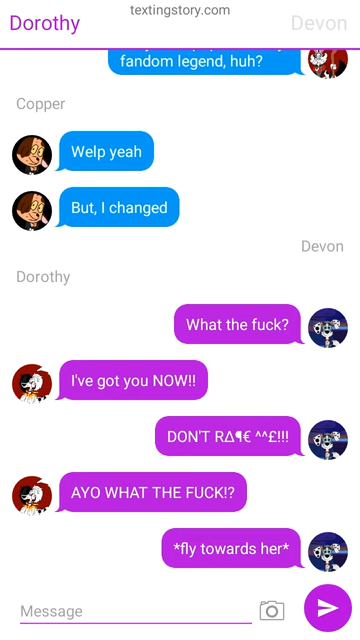 textingstory.com
Dorothy
Devon
fandom legend, huh?
Copper
Welp yeah
But, I changed
Devon
Dorothy
What the fuck?
I've got you NOW!!
DON'T R∆¶€ ^^£!!!
AYO WHAT THE FUCK!?
*fly towards her*
Message